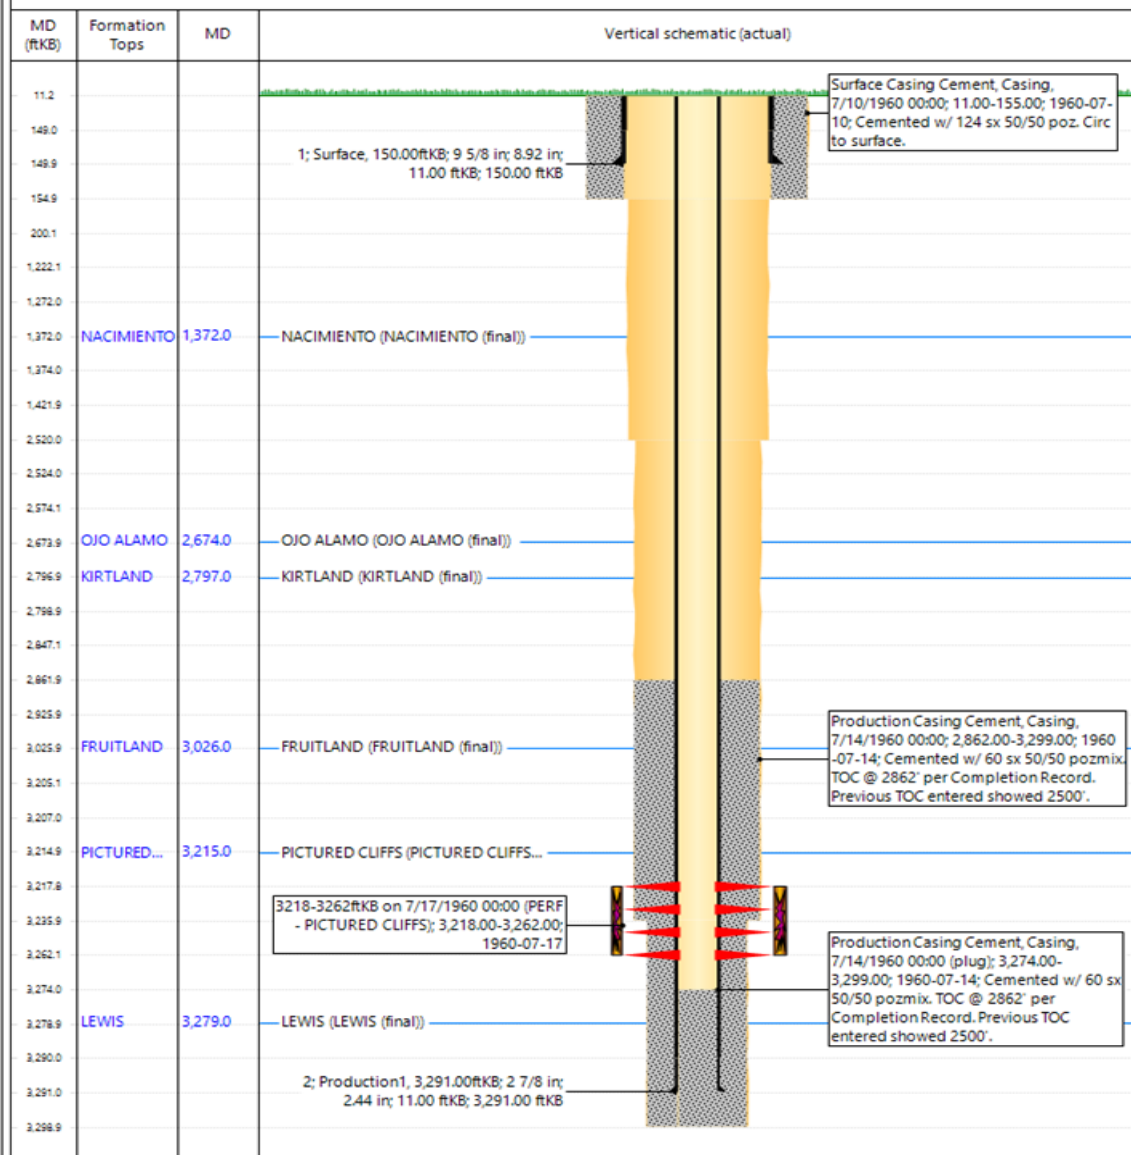 MD
(ftKB)
Formation
Tops
MD
Vertical schematic (actual)
11.2
149.0
149.9
154.9
200.1
1,222.1
1,272.0
1,372.0
1,374.0
1,421.9
2,520.0
2,524.0
2,574.1
2,673.9
2,796.9
2,798.9
2,847.1
2,861.9
2,925.9
3,025.9
3,205.1
3,207.0
3,214.9
3,217.8
3,235.9
3,262.1
3,274.0
3,278.9
3,290.0
3,291.0
3,298.9
NACIMIENTO 1,372.0
OJO ALAMO 2,674.0
KIRTLAND 2,797.0
FRUITLAND 3,026.0
PICTURED... 3,215.0
LEWIS 3,279.0
Surface Casing Cement, Casing,
7/10/1960 00:00; 11.00-155.00; 1960-07-
10; Cemented w/ 124 sx 50/50 poz. Circ
to surface.
1; Surface, 150.00ftKB; 9 5/8 in; 8.92 in;
11.00 ftKB; 150.00 ftKB
NACIMIENTO (NACIMIENTO (final))
OJO ALAMO (OJO ALAMO (final))
KIRTLAND (KIRTLAND (final))
FRUITLAND (FRUITLAND (final))
Production Casing Cement, Casing,
7/14/1960 00:00; 2,862.00-3,299.00; 1960
-07-14; Cemented w/ 60 sx 50/50 pozmix.
TOC @ 2862' per Completion Record.
Previous TOC entered showed 2500'.
PICTURED CLIFFS (PICTURED CLIFFS...
3218-3262ftKB on 7/17/1960 00:00 (PERF
- PICTURED CLIFFS); 3,218.00-3,262.00;
1960-07-17
Production Casing Cement, Casing,
7/14/1960 00:00 (plug); 3,274.00-
3,299.00; 1960-07-14; Cemented w/ 60 sx
50/50 pozmix. TOC @ 2862' per
Completion Record. Previous TOC
entered showed 2500'.
LEWIS (LEWIS (final))
2; Production1, 3,291.00ftKB; 2 7/8 in;
2.44 in; 11.00 ftKB; 3,291.00 ftKB